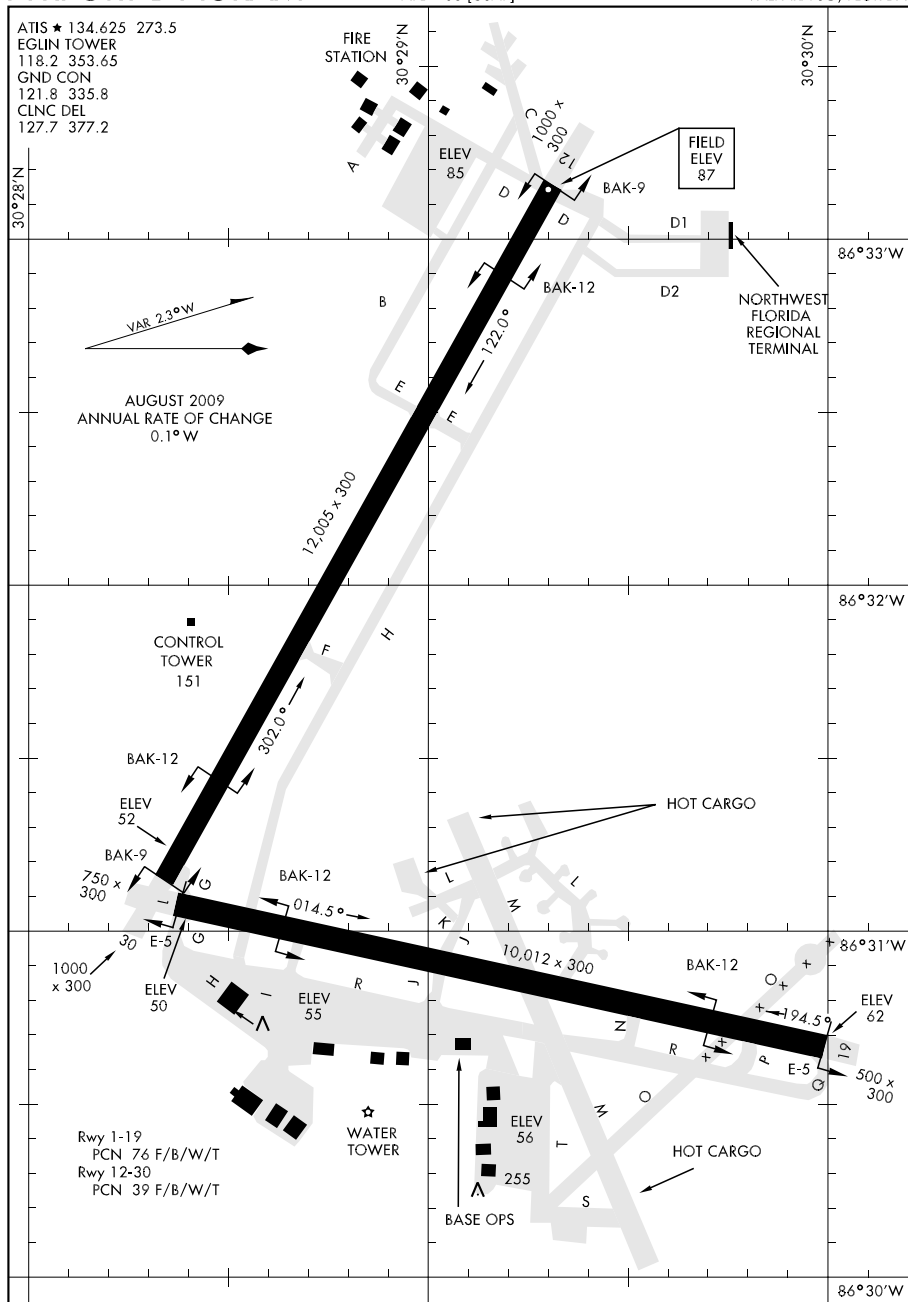 ATIS ★ 134.625 273.5
EGLIN TOWER
118.2 353.65
GND CON
121.8 335.8
CLNC DEL
127.7 377.2
FIRE
STATION
30°29'N
30°30'N
30°28'N
A
ELEV
85
C
1000 x
300
12
FIELD
ELEV
87
D
D
BAK-9
D1
86°33'W
BAK-12
D2
NORTHWEST
FLORIDA
REGIONAL
TERMINAL
B
VAR 2.3°W
122.0°
AUGUST 2009
ANNUAL RATE OF CHANGE
0.1° W
E
E
12,005 x 300
86°32'W
CONTROL
TOWER
151
F
H
302.0°
BAK-12
ELEV
52
HOT CARGO
BAK-9
750 x
300
G
BAK-12
L
L
M
1
014.5°
K
J
30
E-5
G
86°31'W
1000
x 300
10,012 x 300
BAK-12
O
ELEV
50
H
I
ELEV
55
R
J
N
194.5°
ELEV
62
R
P
19
E-5
Q
500 x
300
O
M
ELEV
56
T
WATER
TOWER
Rwy 1-19
PCN 76 F/B/W/T
Rwy 12-30
PCN 39 F/B/W/T
HOT CARGO
255
S
BASE OPS
86°30'W